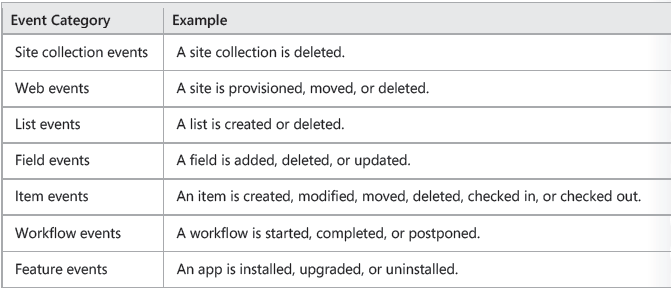 Event Category Example
Site collection events A site collection is deleted.
Web events A site is provisioned, moved, or deleted.
List events A list is created or deleted.
Field events A field is added, deleted, or updated.
Item events An item is created, modified, moved, deleted, checked in, or checked out.
Workflow events A workflow is started, completed, or postponed.
Feature events An app is installed, upgraded, or uninstalled.